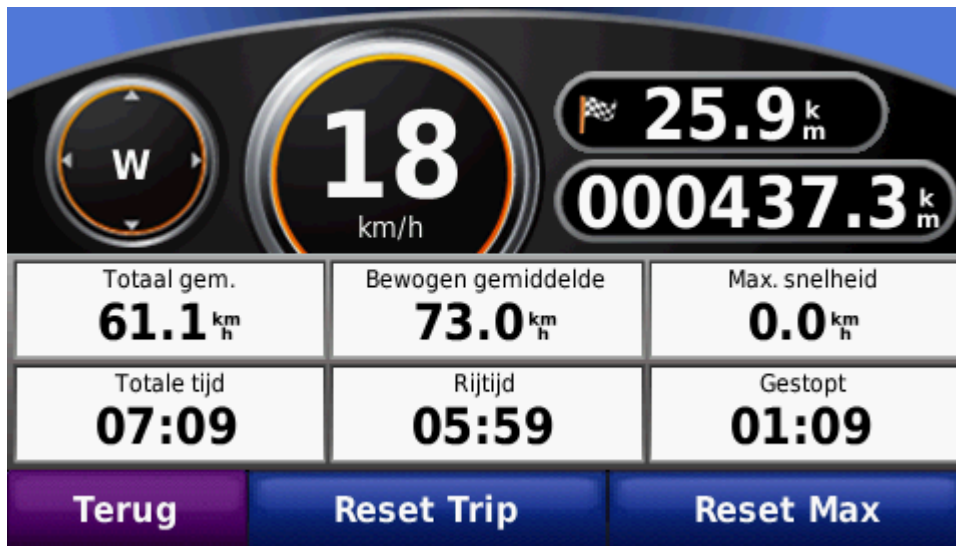 W
18
km/h
25.9 km
000437.3 km
Totaal gem.
61.1 km/h
Bewogen gemiddelde
73.0 km/h
Max. snelheid
0.0 km/h
Totale tijd
07:09
Rijtijd
05:59
Gestopt
01:09
Terug
Reset Trip
Reset Max